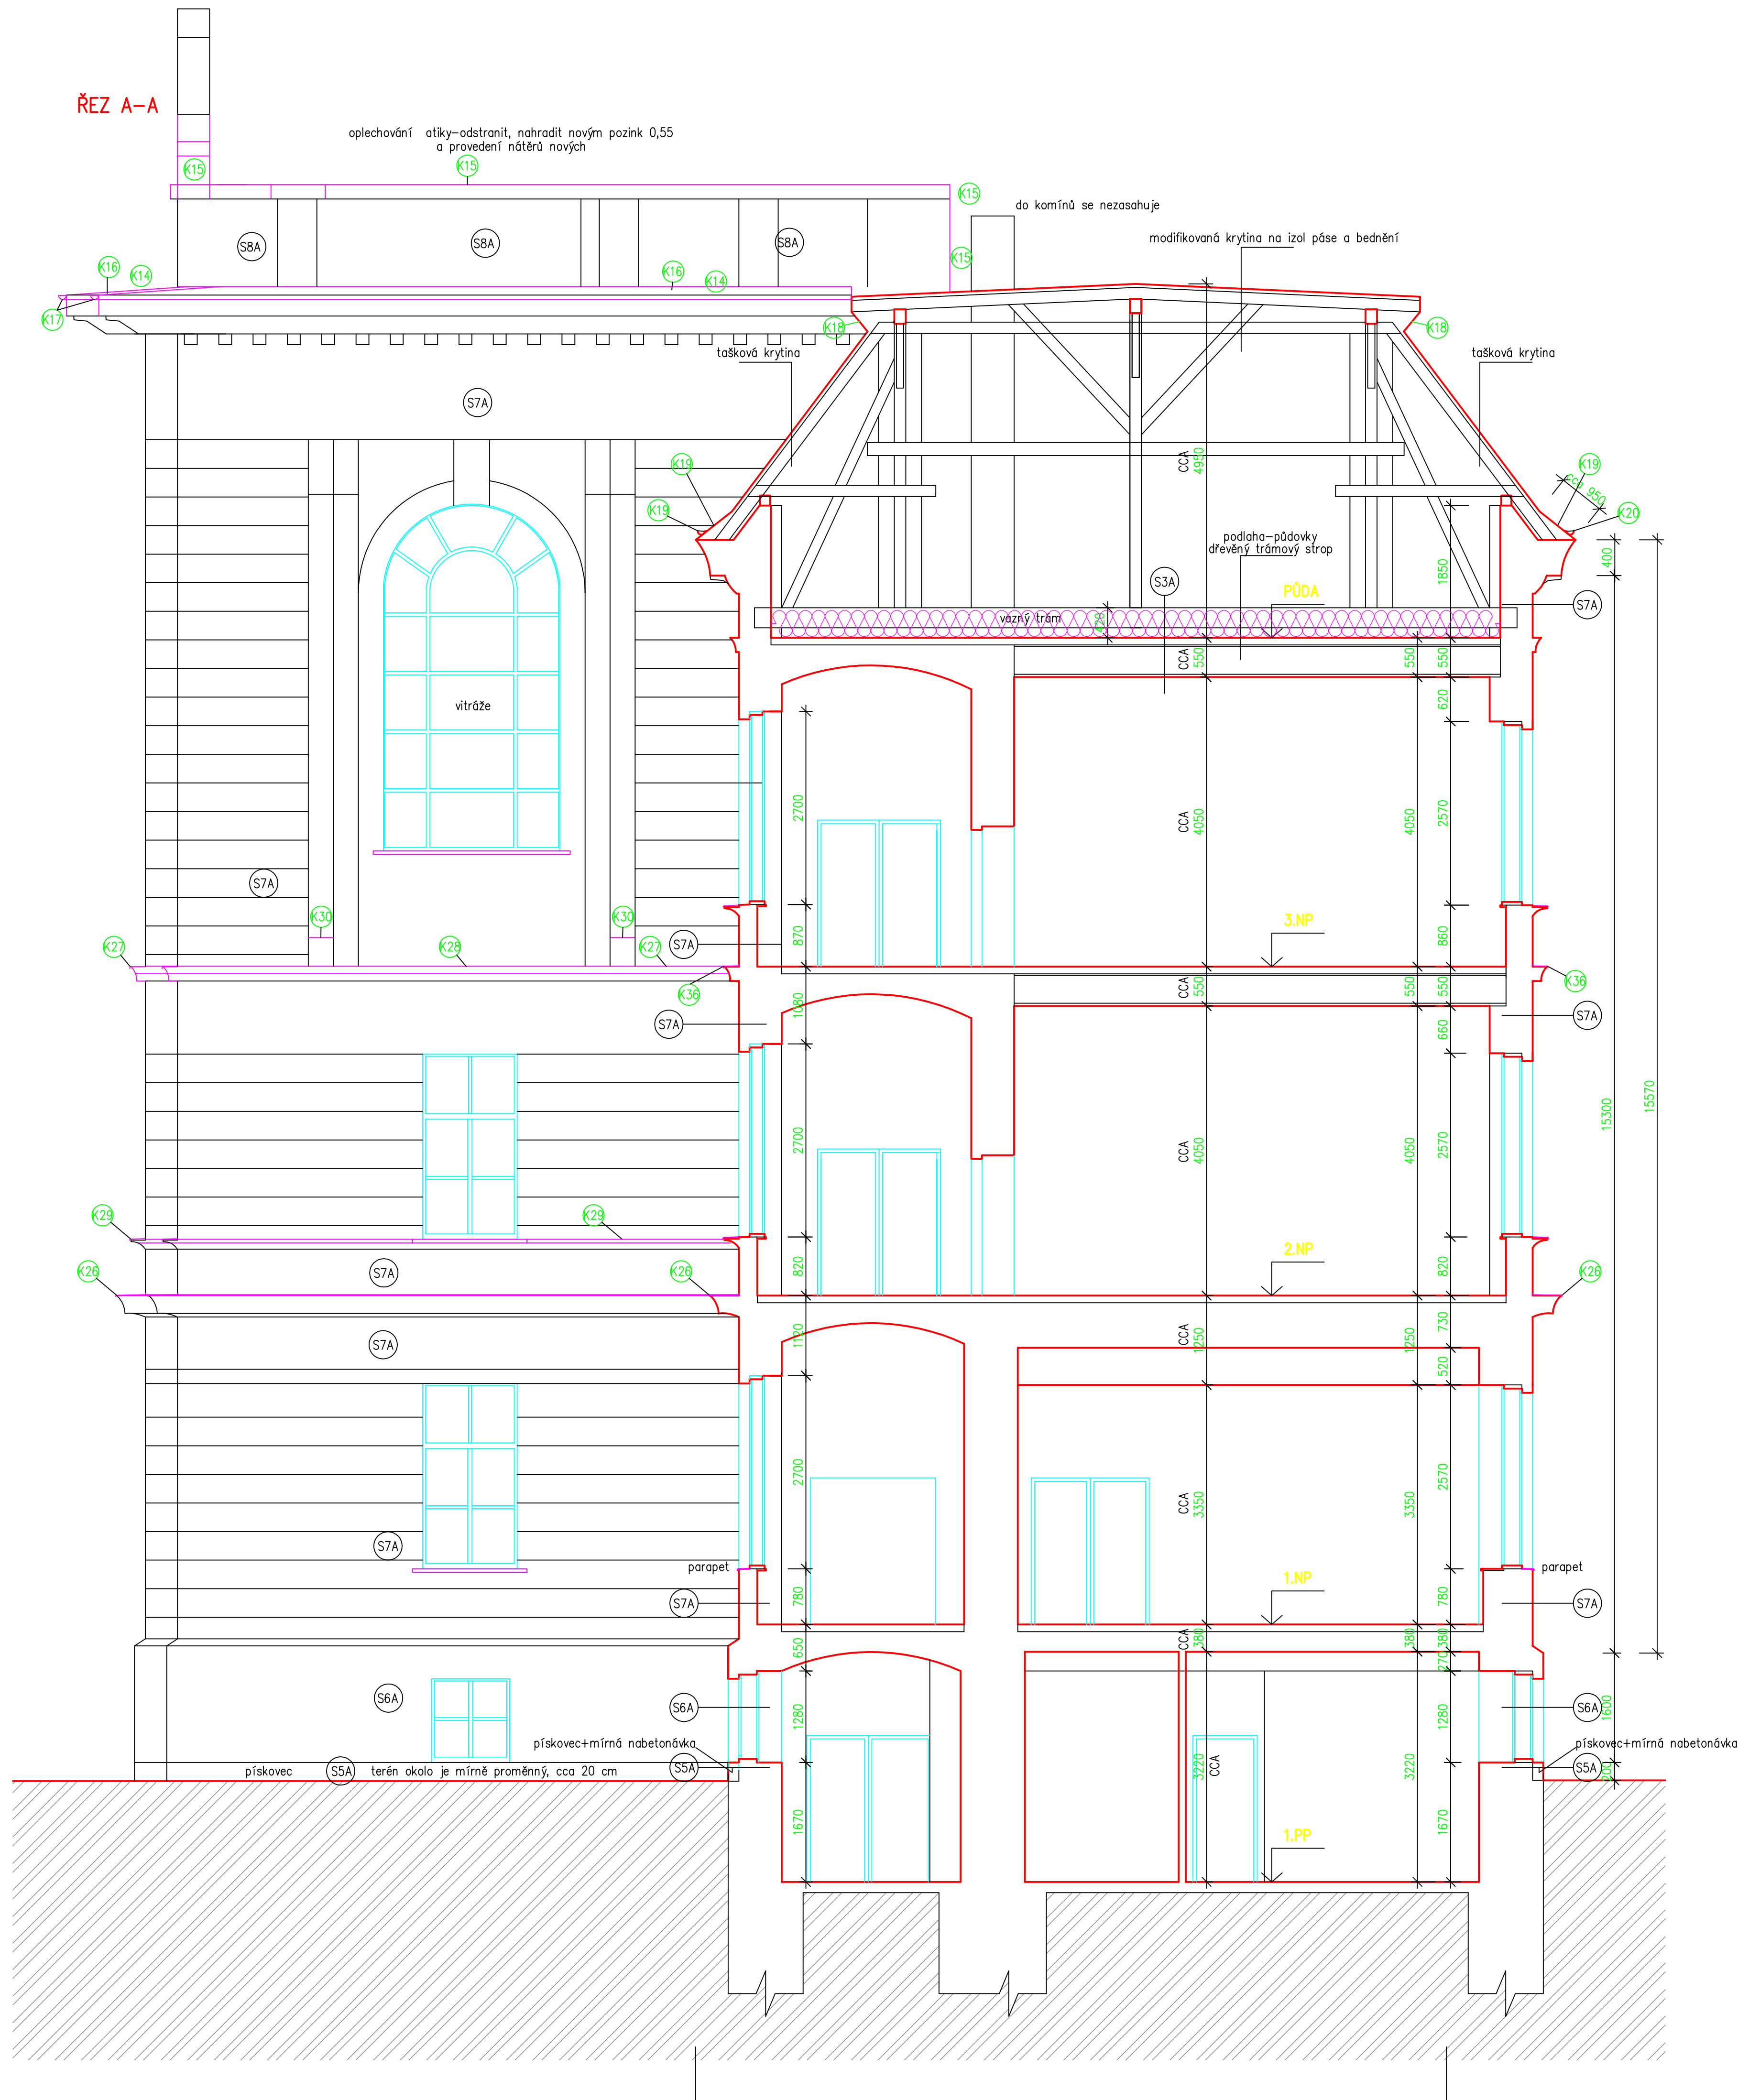 ŘEZ A-A
oplechování atiky-odstranit, nahradit novým pozink 0,55
a provedení nátěrů nových
K15
K15
K15
do komínů se nezasahuje
modifikovaná krytina na izol páse a bednění
S8A
S8A
S8A
K15
K16
K14
K16
K14
K17
K18
K18
tašková krytina
tašková krytina
S7A
CCA
4950
K19
K19
cca 950
K19
K20
podlaha-půdovky
dřevěný trámový strop
400
1850
S3A
PŮDA
S7A
vazný trám
420
CCA
550
550
550
620
vitráže
2700
CCA
4050
4050
2570
S7A
K30
K30
3.NP
K27
K28
K27
S7A
870
860
K36
K36
1080
CCA
550
550
550
S7A
S7A
660
15300
15570
2700
CCA
4050
4050
2570
K29
K29
2.NP
K26
S7A
K26
820
820
K26
S7A
1120
CCA
1250
1250
730
520
2700
CCA
3350
3350
2570
S7A
parapet
parapet
1.NP
S7A
780
780
S7A
650
CCA
380
380
380
270
S6A
S6A
1280
1280
S6A
1600
pískovec+mírná nabetonávka
pískovec+mírná nabetonávka
pískovec
S5A
terén okolo je mírně proměnný, cca 20 cm
S5A
3220
CCA
3220
S5A
200
1670
1670
1.PP